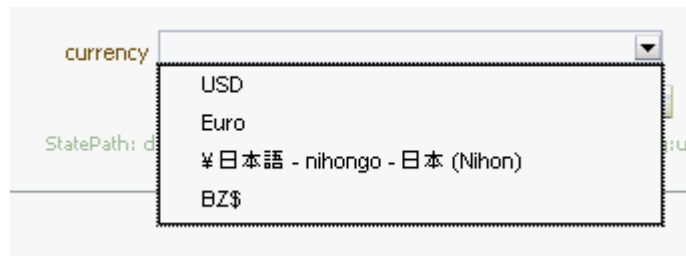 currency
USD
Euro
¥日本語 - nihongo - 日本 (Nihon)
BZ$
StatePath: